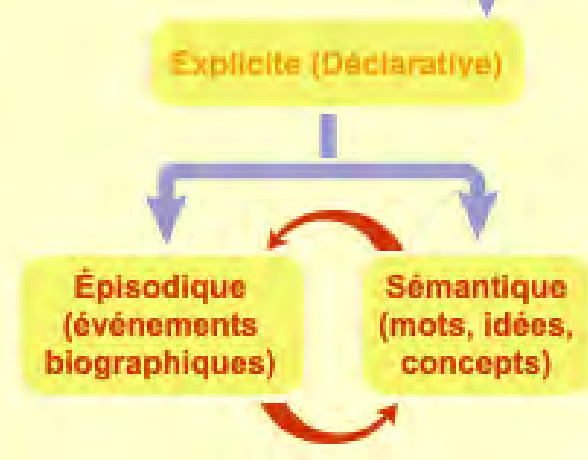 Explicite (Déclarative)
Épisodique
(événements
biographiques)
Sémantique
(mots, idées,
concepts)